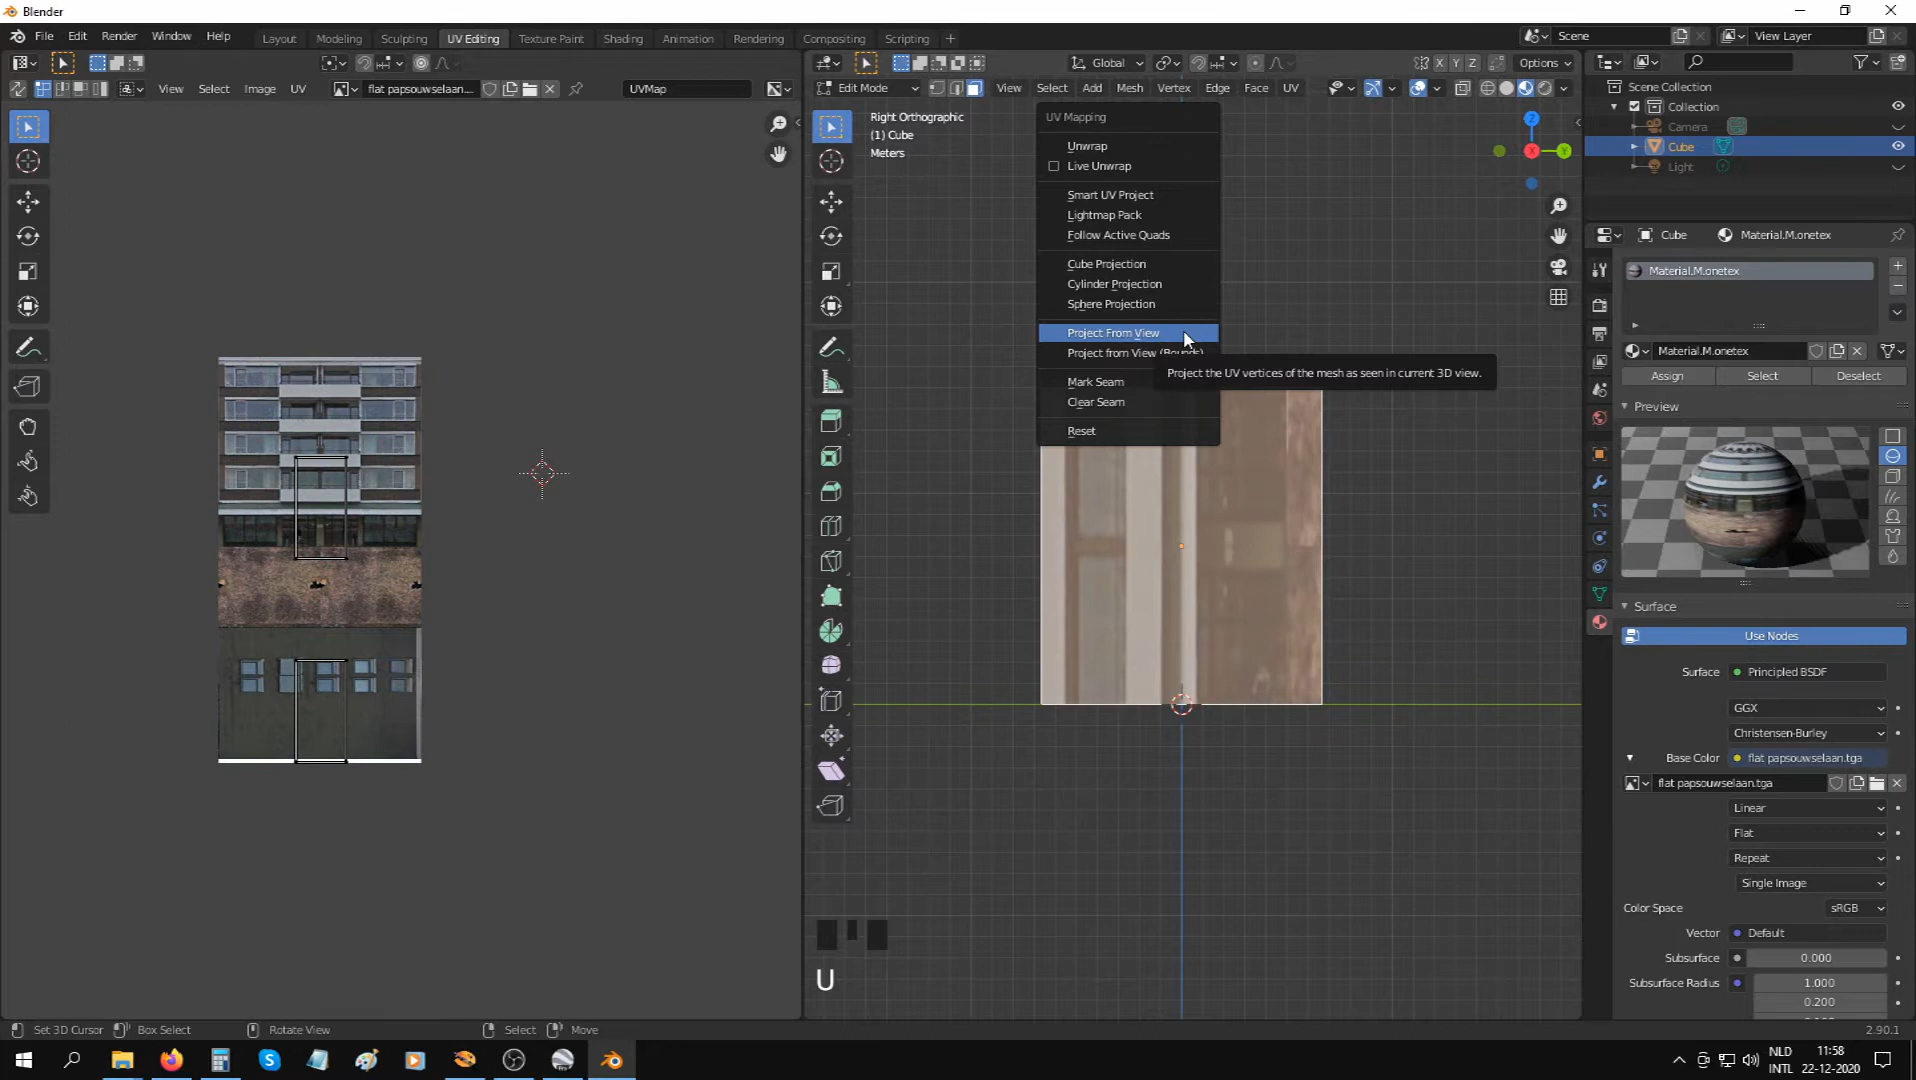 Blender
File Edit Render Window Help
Layout Modeling Sculpting UV Editing Texture Paint Shading Animation Rendering Compositing Scripting +
Scene
View Layer
Global
X Y Z
Options
View Select Image UV
flat papsouwselaan....
UVMap
Edit Mode
View Select Add Mesh Vertex Edge Face UV
Right Orthographic
(1) Cube
Meters
UV Mapping
Unwrap
Live Unwrap
Smart UV Project
Lightmap Pack
Follow Active Quads
Cube Projection
Cylinder Projection
Sphere Projection
Project From View
Project from View (Bounds)
Project the UV vertices of the mesh as seen in current 3D view.
Mark Seam
Clear Seam
Reset
Z
X
Y
Scene Collection
Collection
Camera
Cube
Light
Cube
Material.M.onetex
Material.M.onetex
Material.M.onetex
Assign
Select
Deselect
Preview
Surface
Use Nodes
Surface Principled BSDF
GGX
Christensen-Burley
Base Color flat papsouwselaan.tga
flat papsouwselaan.tga
Linear
Flat
Repeat
Single Image
Color Space sRGB
Vector Default
Subsurface 0.000
Subsurface Radius 1.000
0.200
U
Set 3D Cursor Box Select Rotate View Select Move
2.90.1
NLD
INTL
11:58
22-12-2020